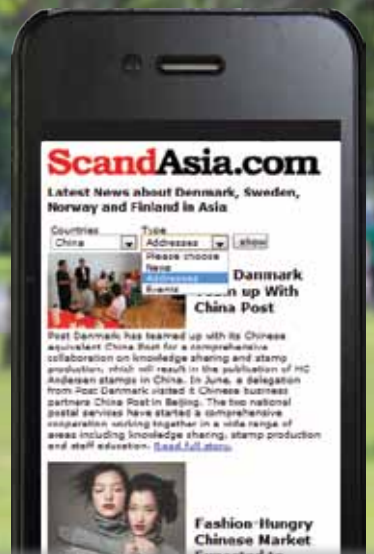 ScandAsia.com
Latest News about Denmark, Sweden,
Norway and Finland in Asia
Countries Type
China Addresses show
Please choose
News
Addresses
Events
Danmark
up With
China Post
Post Danmark has teamed up with its Chinese
equivalent China Post for a comprehensive
collaboration on knowledge sharing and stamp
production, which will result in the publication of HC
Andersen stamps in China. In June, a delegation
from Post Danmark visited it Chinese business
partners China Post in Beijing. The two national
postal services have started a comprehensive
cooperation working together in a wide range of
areas including knowledge sharing, stamp production
and staff education. Read full story.
Fashion-Hungry
Chinese Market